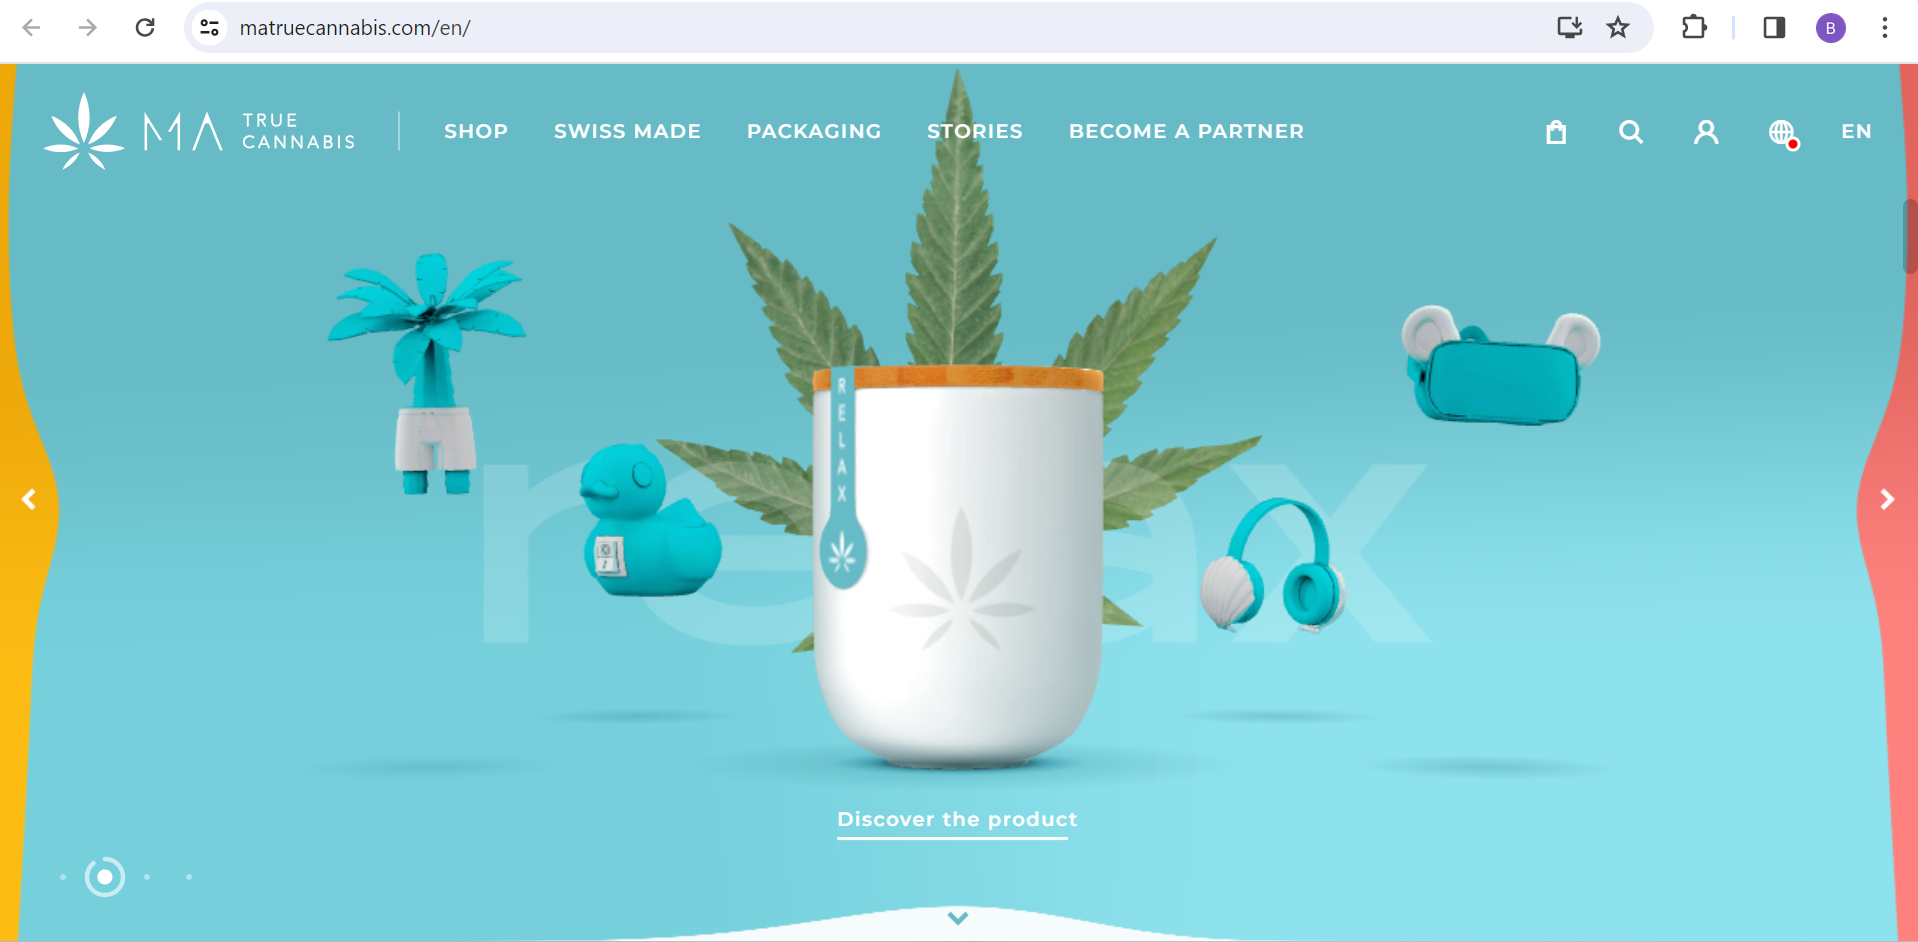 matruecannabis.com/en/
B
MA
TRUE
CANNABIS
SHOP
SWISS MADE
PACKAGING
STORIES
BECOME A PARTNER
EN
RELAX
relax
Discover the product